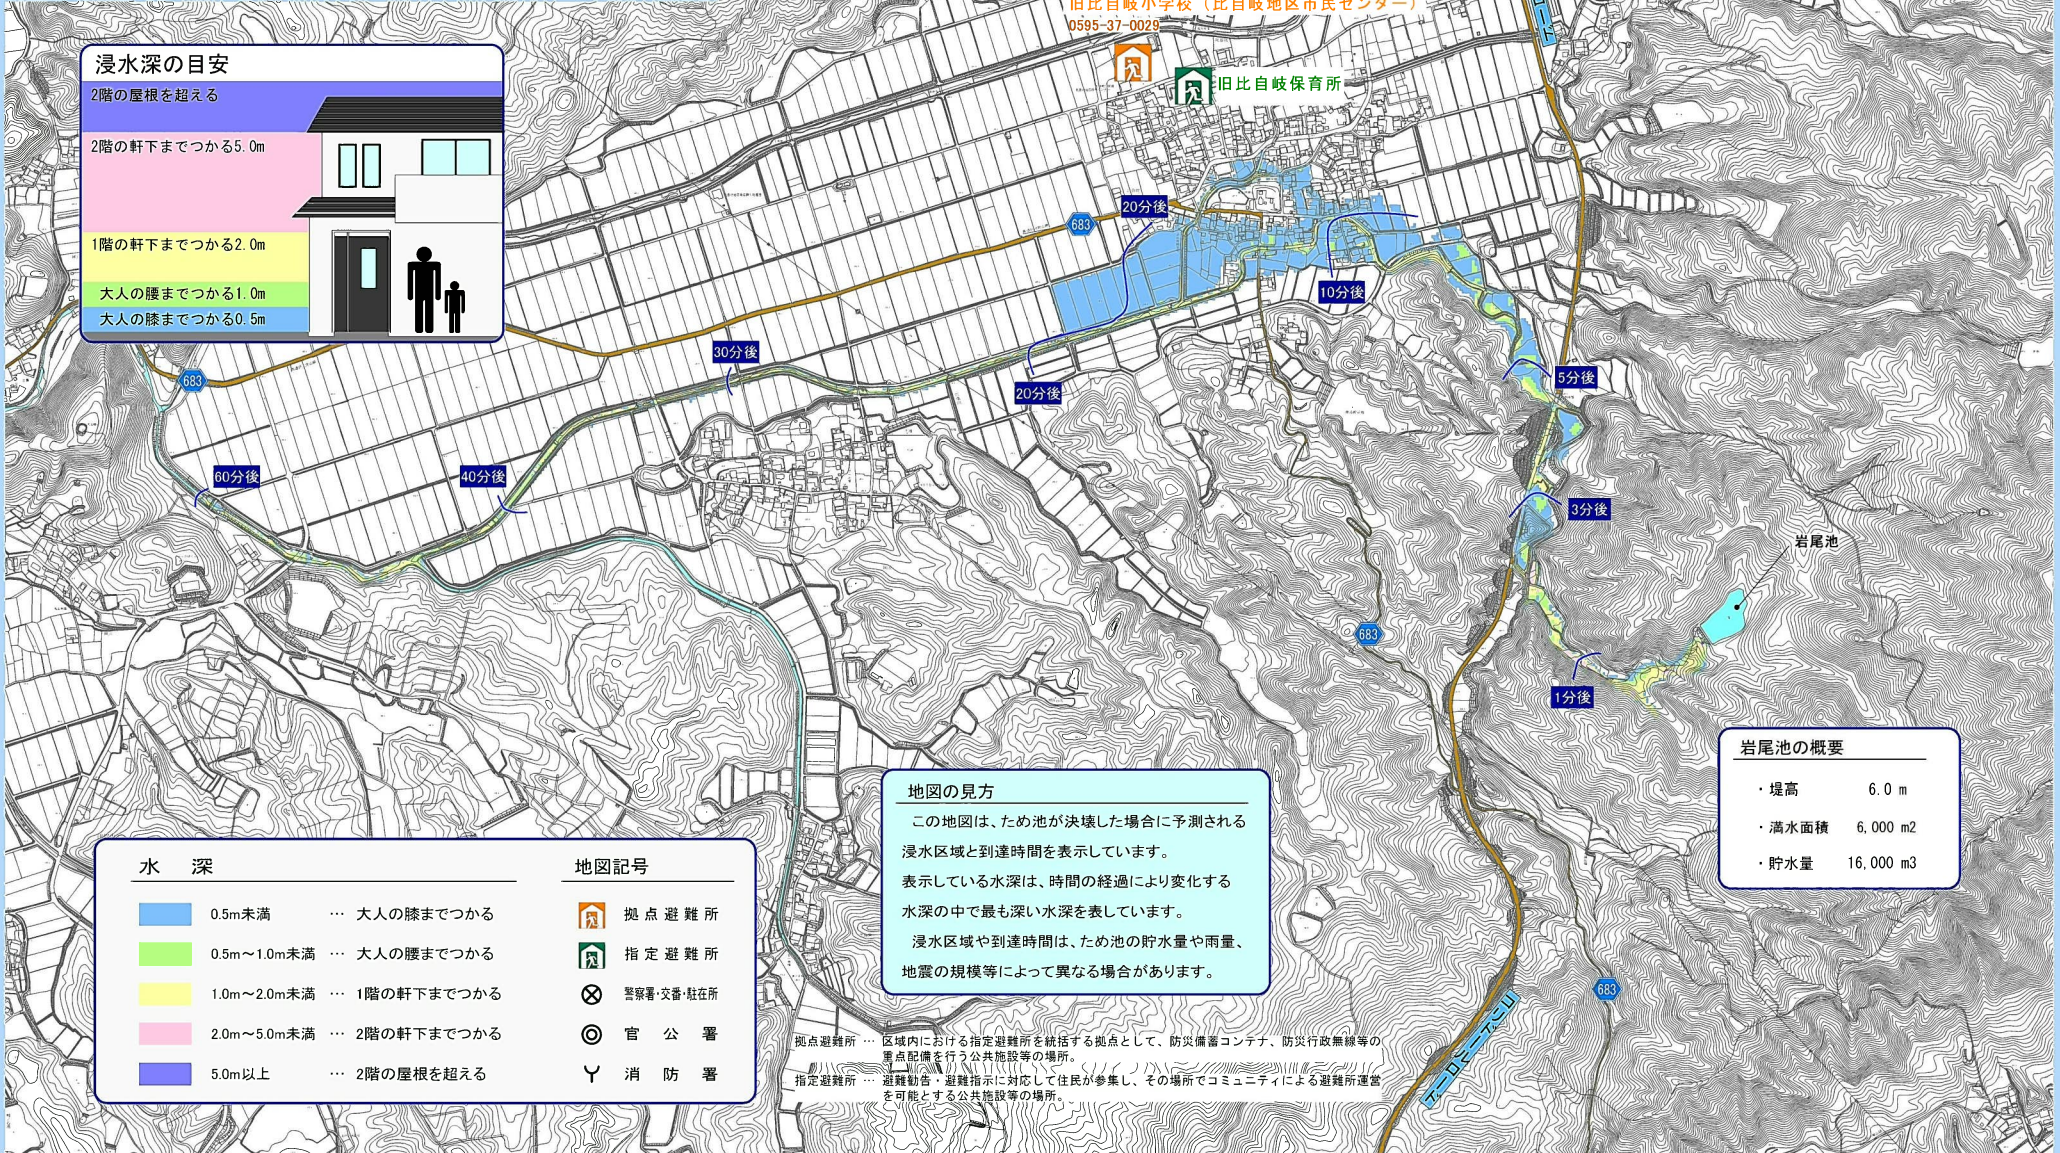 旧比自岐小学校（比自岐地区市民センター）
0595-37-0029
旧比自岐保育所
浸水深の目安
2階の屋根を超える
2階の軒下までつかる5.0m
1階の軒下までつかる2.0m
大人の腰までつかる1.0m
大人の膝までつかる0.5m
683
20分後
10分後
30分後
683
20分後
5分後
60分後
40分後
3分後
岩尾池
683
1分後
岩尾池の概要
・堤高 6.0 m
・満水面積 6,000 m2
・貯水量 16,000 m3
地図の見方
この地図は、ため池が決壊した場合に予測される
浸水区域と到達時間を表示しています。
表示している水深は、時間の経過により変化する
水深の中で最も深い水深を表しています。
浸水区域や到達時間は、ため池の貯水量や雨量、
地震の規模等によって異なる場合があります。
水 深
0.5m未満 … 大人の膝までつかる
0.5m～1.0m未満 … 大人の腰までつかる
1.0m～2.0m未満 … 1階の軒下までつかる
2.0m～5.0m未満 … 2階の軒下までつかる
5.0m以上 … 2階の屋根を超える
地図記号
拠点避難所
指定避難所
警察署・交番・駐在所
官公署
消防署
683
拠点避難所 … 区域内における指定避難所を統括する拠点として、防災備蓄コンテナ、防災行政無線等の
重点配備を行う公共施設等の場所。
指定避難所 … 避難勧告・避難指示に対応して住民が参集し、その場所でコミュニティによる避難所運営
を可能とする公共施設等の場所。